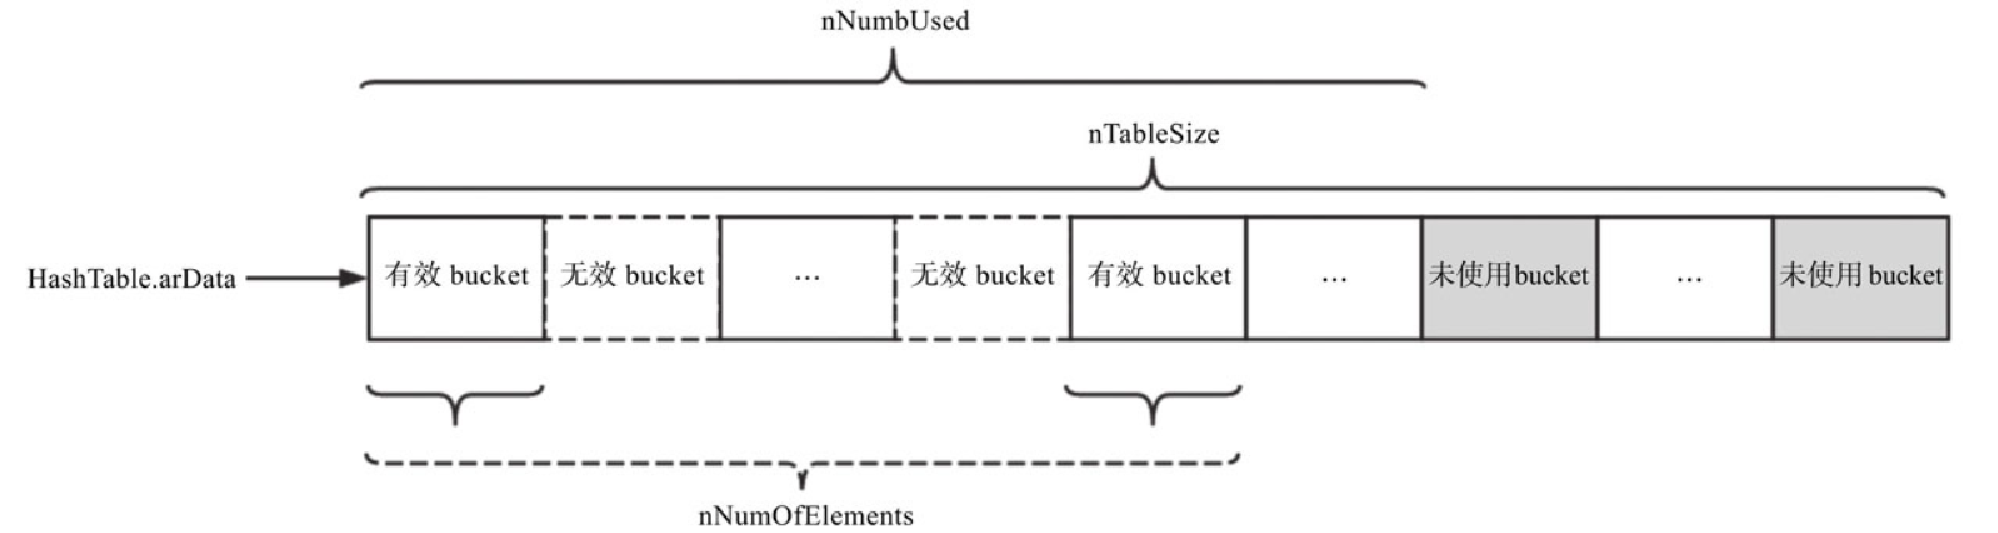 nNumbUsed
nTableSize
HashTable.arData
有效 bucket
无效 bucket
...
无效 bucket
有效 bucket
...
未使用bucket
...
未使用 bucket
nNumOfElements